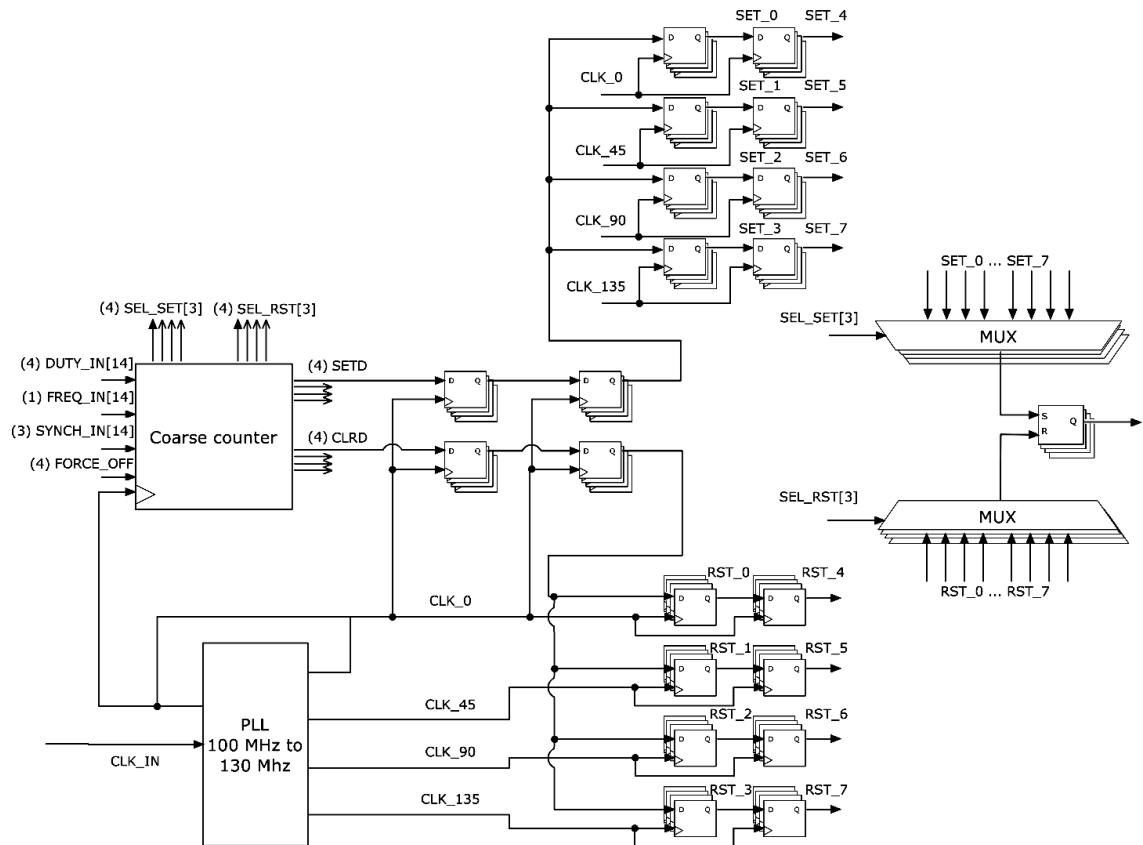 SET_0 SET_4
D Q D Q
CLK_0
SET_1 SET_5
D Q D Q
CLK_45
SET_2 SET_6
D Q D Q
CLK_90
SET_3 SET_7
D Q D Q
CLK_135
SET_0 ... SET_7
SEL_SET[3]
MUX
S Q
R
SEL_RST[3]
MUX
RST_0 ... RST_7
(4) SEL_SET[3] (4) SEL_RST[3]
(4) DUTY_IN[14]
(1) FREQ_IN[14]
(3) SYNCH_IN[14]
(4) FORCE_OFF
Coarse counter
(4) SETD
D Q D Q
(4) CLRD
D Q D Q
CLK_0
RST_0 RST_4
D Q D Q
CLK_45
RST_1 RST_5
D Q D Q
CLK_90
RST_2 RST_6
D Q D Q
CLK_135
RST_3 RST_7
D Q D Q
PLL
100 MHz to
130 Mhz
CLK_IN